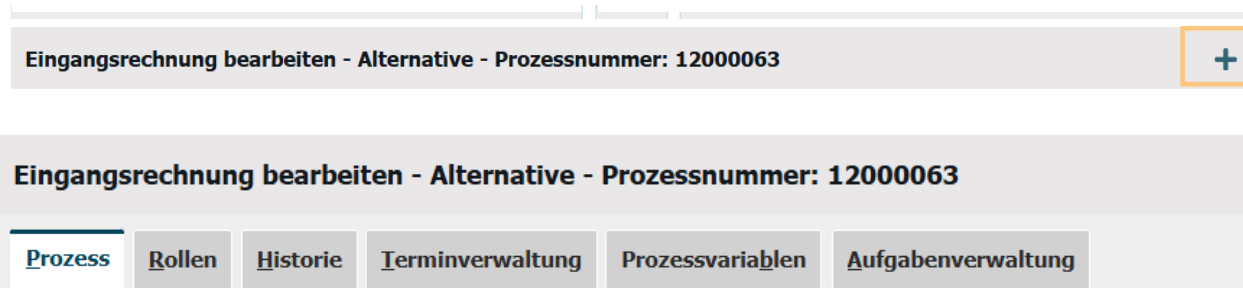 Eingangsrechnung bearbeiten - Alternative - Prozessnummer: 12000063 +
Eingangsrechnung bearbeiten - Alternative - Prozessnummer: 12000063
Prozess Rollen Historie Terminverwaltung Prozessvariablen Aufgabenverwaltung